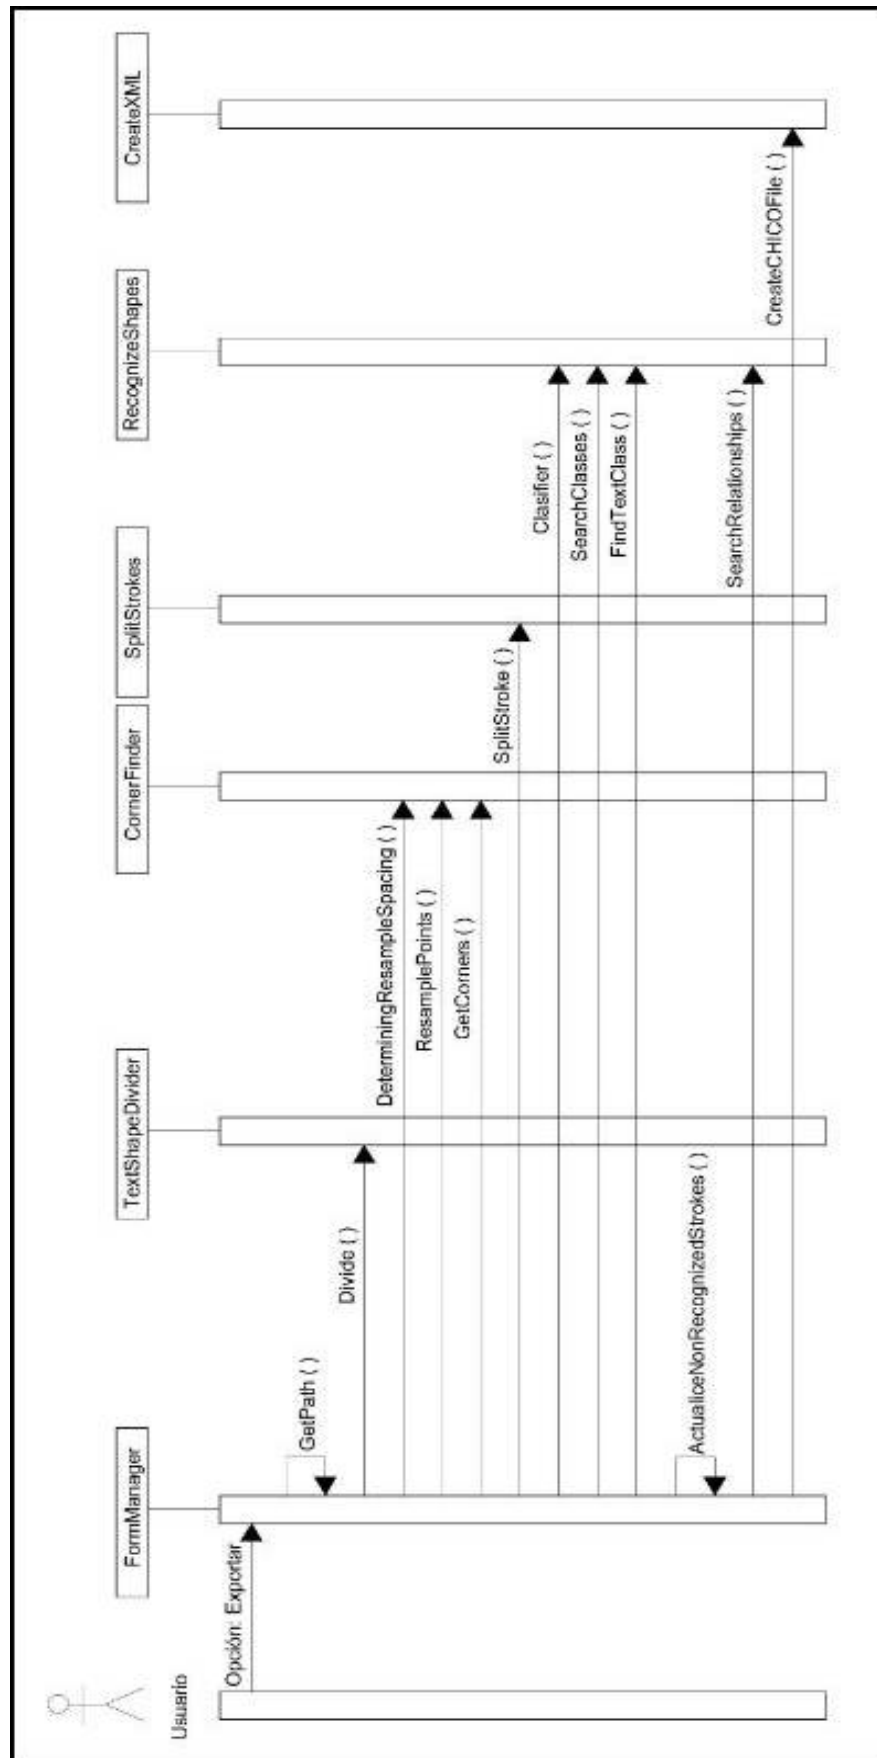 Usuario
FormManager
TextShapeDivider
CornerFinder
SplitStrokes
RecognizeShapes
CreateXML
Opción: Exportar
GetPath ( )
Divide ( )
DeterminingResampleSpacing ( )
ResamplePoints ( )
GetCorners ( )
SplitStroke ( )
Clasifier ( )
SearchClasses ( )
FindTextClass ( )
ActualiceNonRecognizedStrokes ( )
SearchRelationships ( )
CreateCHICOFile ( )